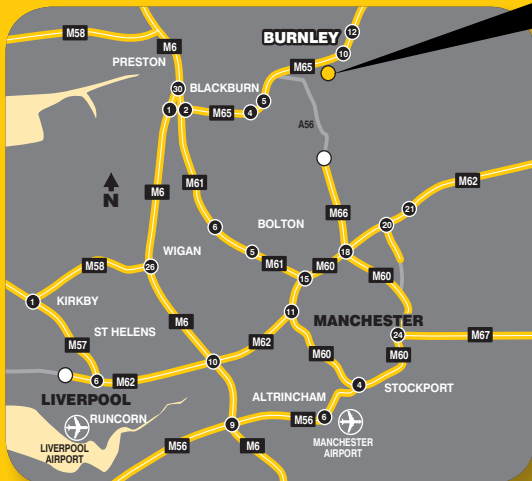 12
BURNLEY
M58
M6
10
PRESTON
M65
30
BLACKBURN
5
1
2
M65
4
A56
M61
M62
M6
N
21
M66
6
BOLTON
20
WIGAN
5
18
M58
26
M61
M60
M60
15
1
KIRKBY
11
MANCHESTER
ST HELENS
M6
24
M67
M57
M62
M60
M60
10
6
M62
4
STOCKPORT
LIVERPOOL
ALTRINCHAM
RUNCORN
9
M56
6
LIVERPOOL
AIRPORT
M56
M6
MANCHESTER
AIRPORT